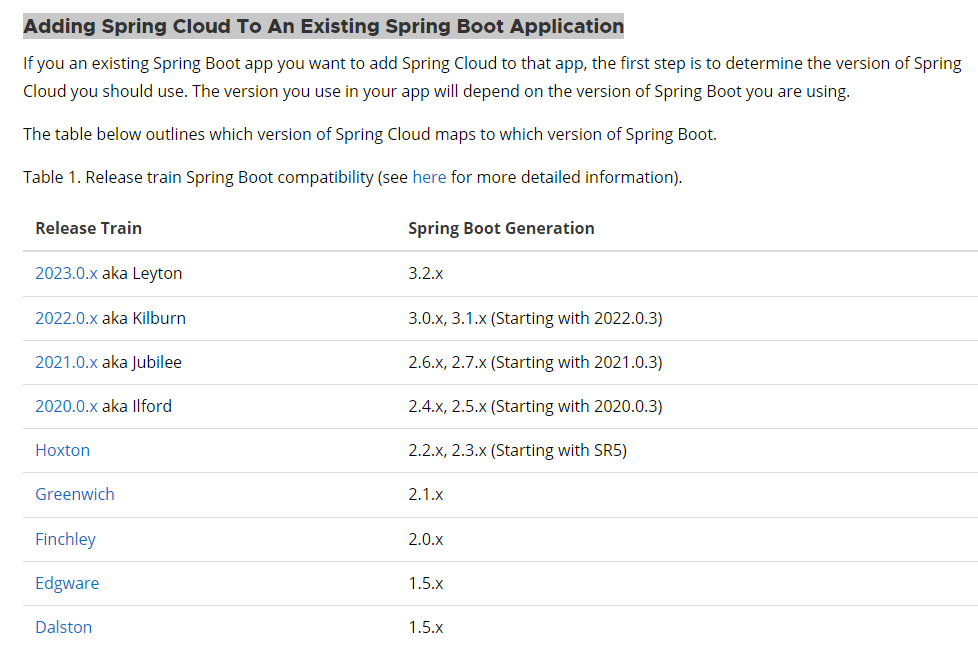 Adding Spring Cloud To An Existing Spring Boot Application
If you an existing Spring Boot app you want to add Spring Cloud to that app, the first step is to determine the version of Spring
Cloud you should use. The version you use in your app will depend on the version of Spring Boot you are using.
The table below outlines which version of Spring Cloud maps to which version of Spring Boot.
Table 1. Release train Spring Boot compatibility (see here for more detailed information).
Release Train Spring Boot Generation
2023.0.x aka Leyton 3.2.x
2022.0.x aka Kilburn 3.0.x, 3.1.x (Starting with 2022.0.3)
2021.0.x aka Jubilee 2.6.x, 2.7.x (Starting with 2021.0.3)
2020.0.x aka Ilford 2.4.x, 2.5.x (Starting with 2020.0.3)
Hoxton 2.2.x, 2.3.x (Starting with SR5)
Greenwich 2.1.x
Finchley 2.0.x
Edgware 1.5.x
Dalston 1.5.x